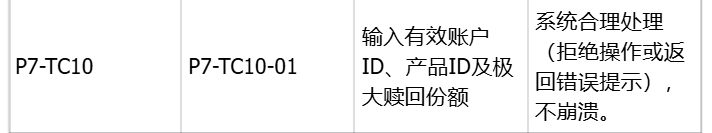 P7-TC10
P7-TC10-01
输入有效账户
ID、产品ID及极
大赎回份额
系统合理处理
（拒绝操作或返
回错误提示），
不崩溃。